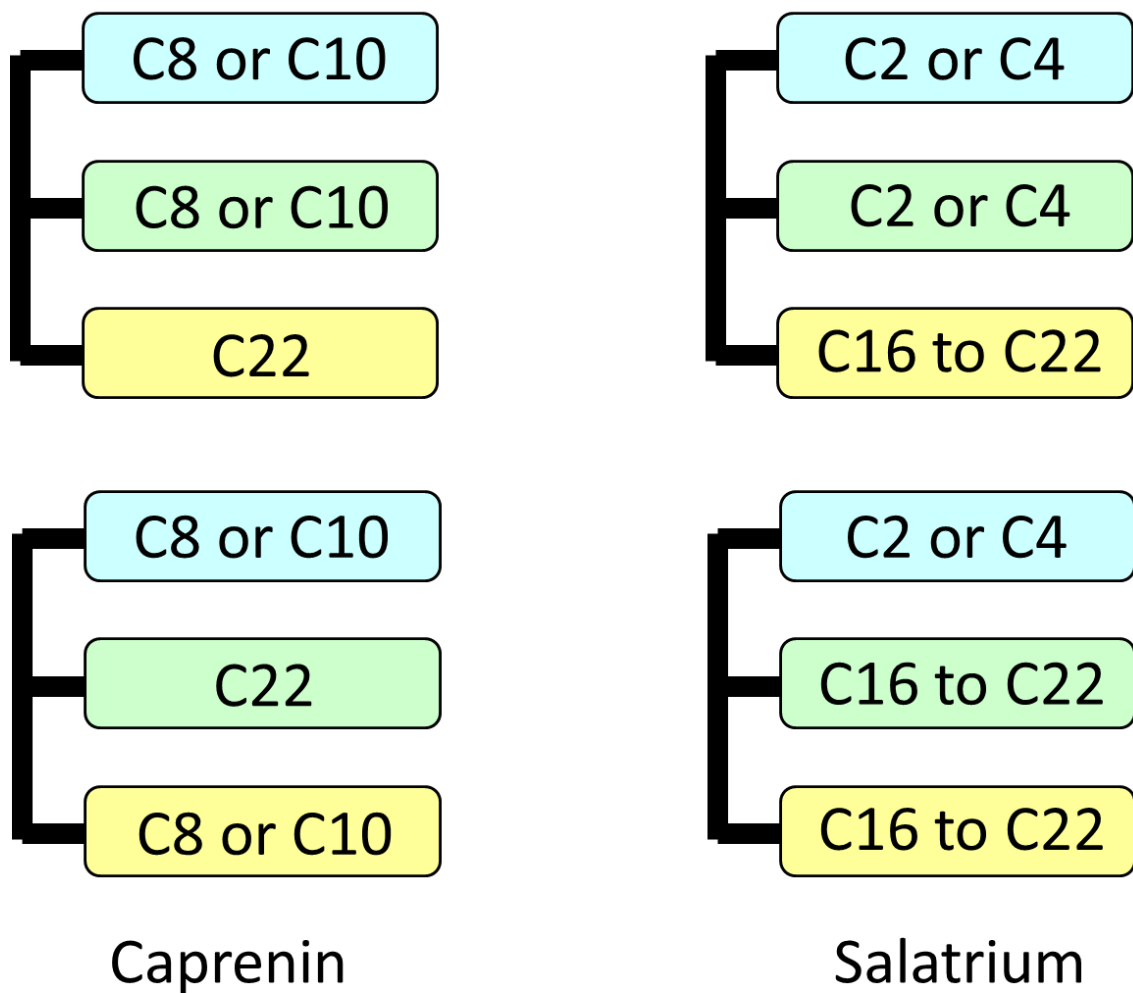 C8 or C10
C8 or C10
C22
C8 or C10
C22
C8 or C10
Caprenin
C2 or C4
C2 or C4
C16 to C22
C2 or C4
C16 to C22
C16 to C22
Salatrium